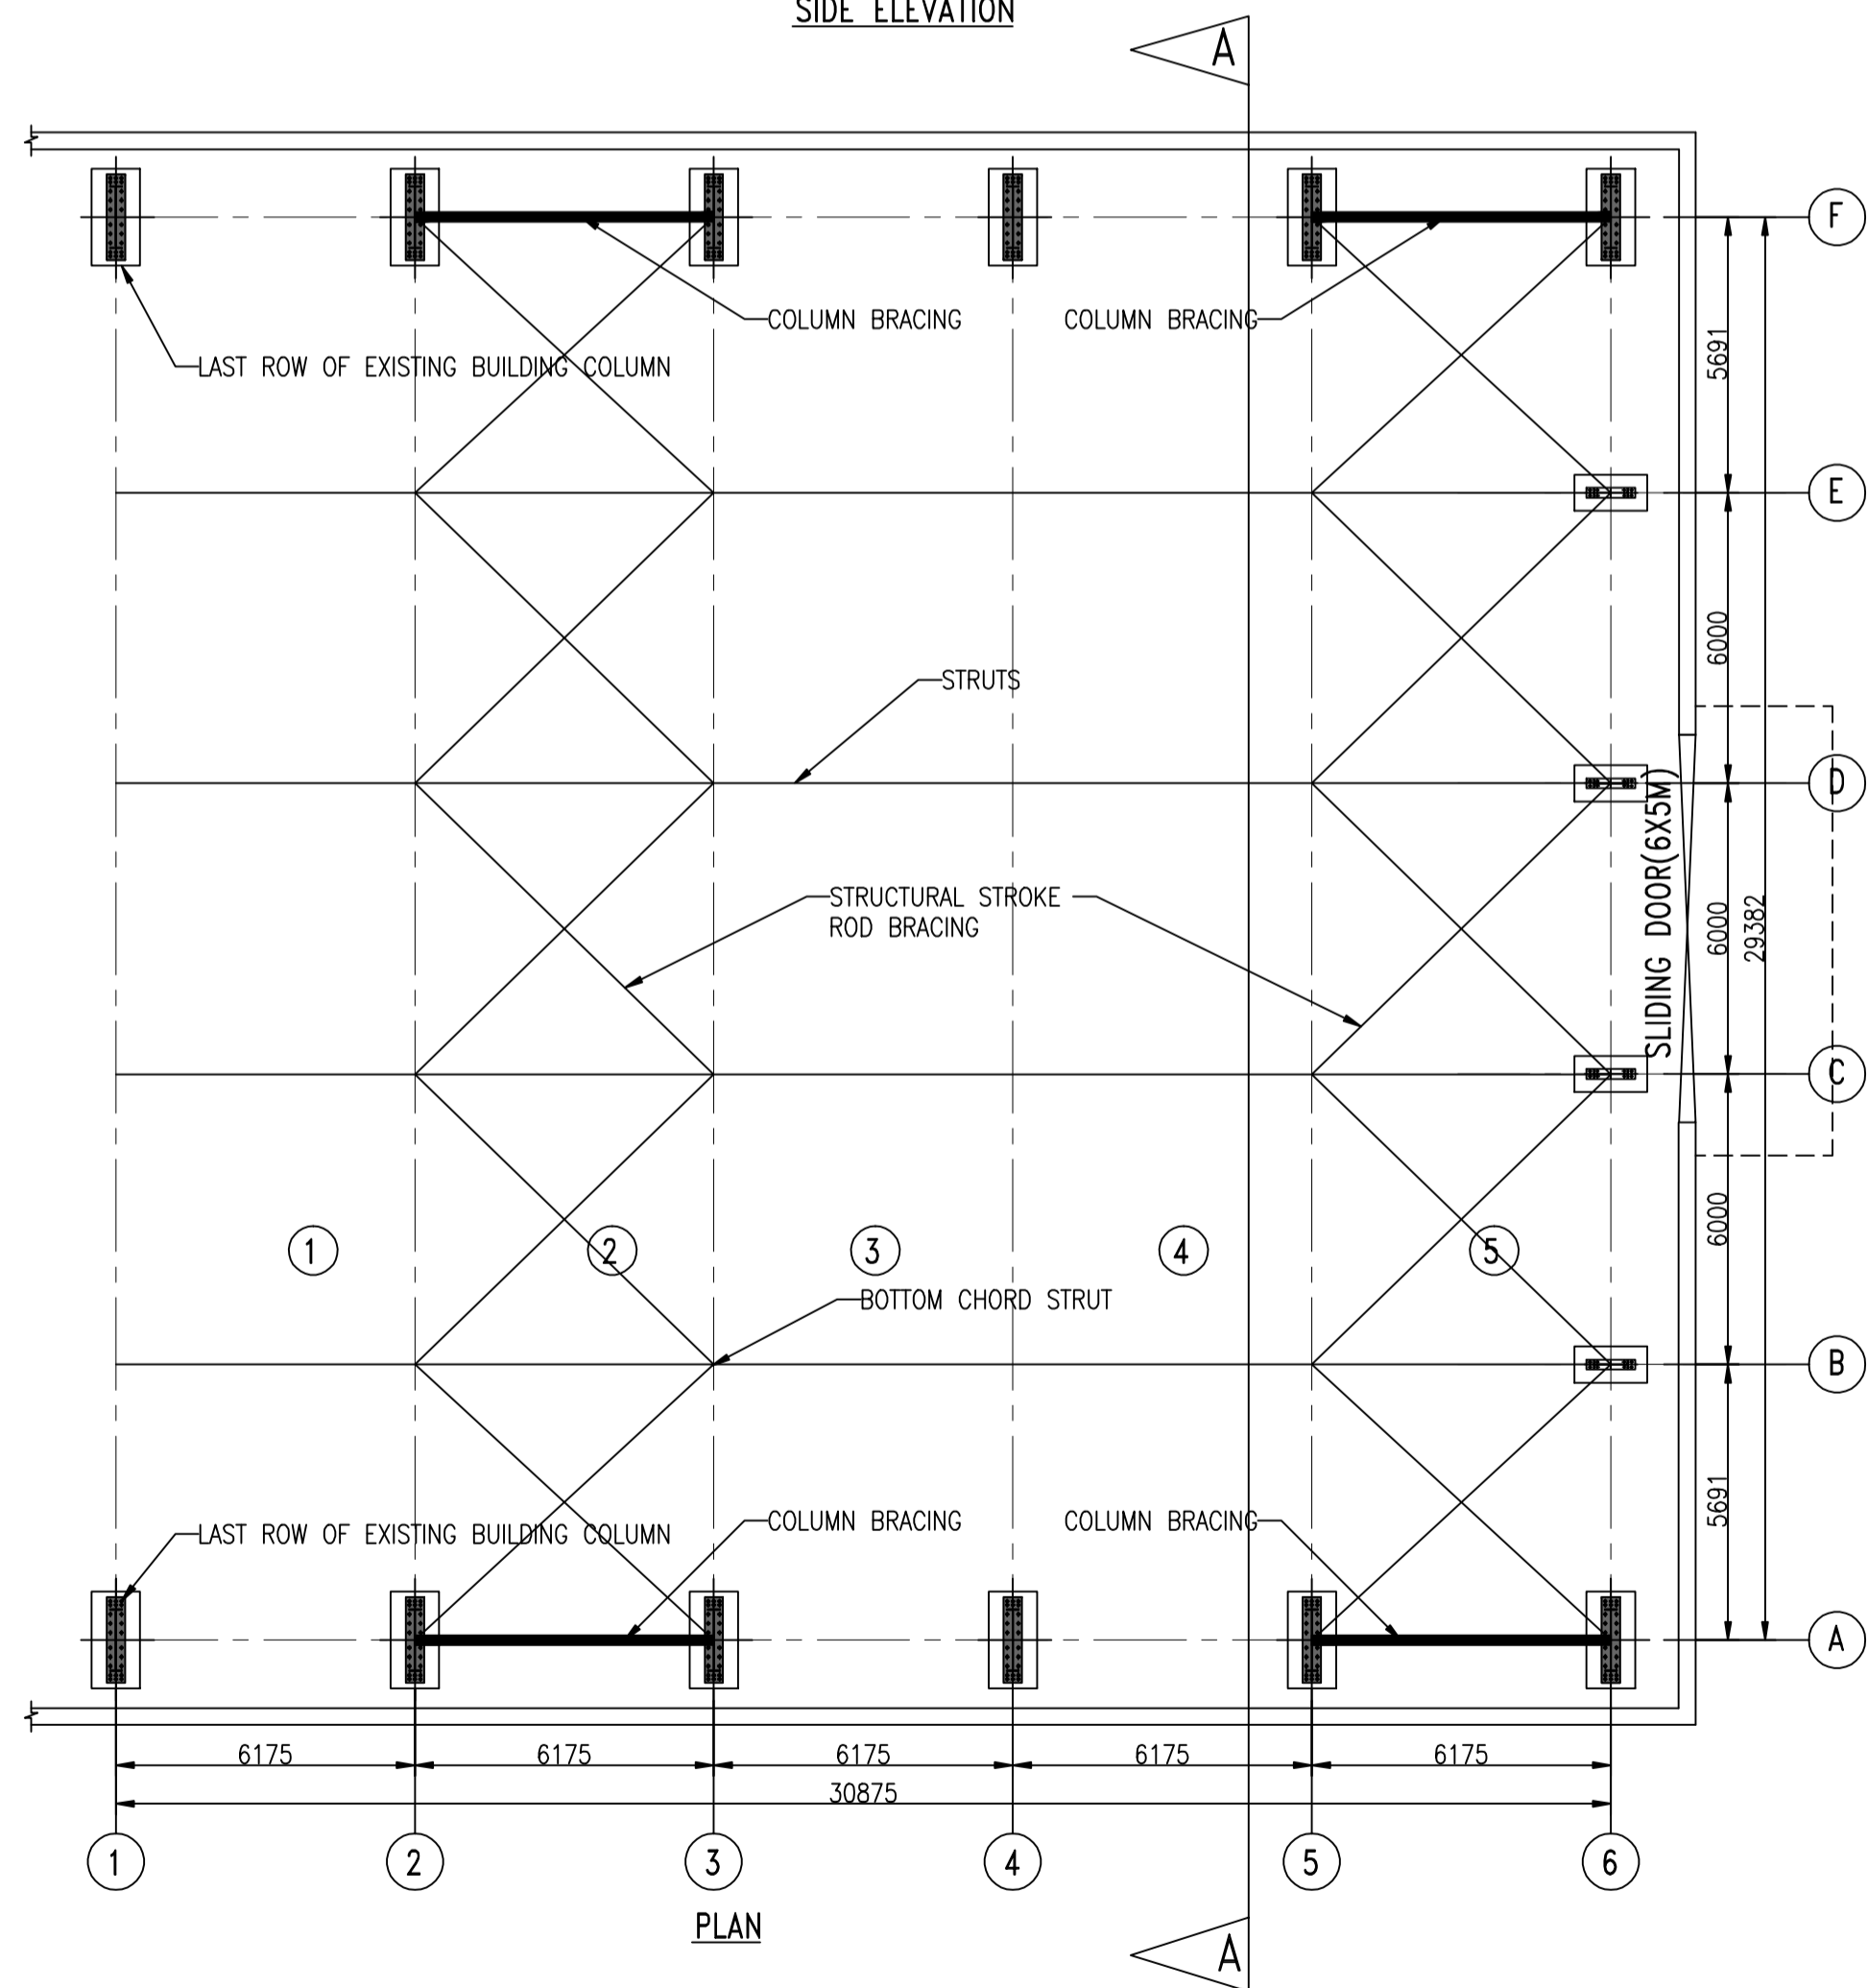 SIDE ELEVATION
A
F
COLUMN BRACING
COLUMN BRACING
5691
LAST ROW OF EXISTING BUILDING COLUMN
E
6000
STRUTS
D
SLIDING DOOR(6X5M)
STRUCTURAL STROKE
ROD BRACING
6000
29382
C
6000
1
2
3
4
5
BOTTOM CHORD STRUT
B
5691
LAST ROW OF EXISTING BUILDING COLUMN
COLUMN BRACING
COLUMN BRACING
A
6175
6175
6175
6175
6175
30875
1
2
3
4
5
6
PLAN
A